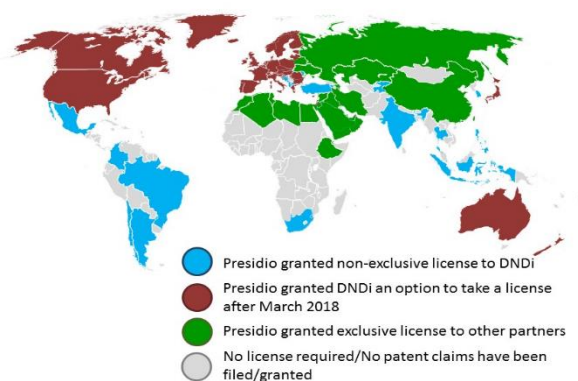 Presidio granted non-exclusive license to DNDi
Presidio granted DNDi an option to take a license
after March 2018
Presidio granted exclusive license to other partners
No license required/No patent claims have been
filed/granted